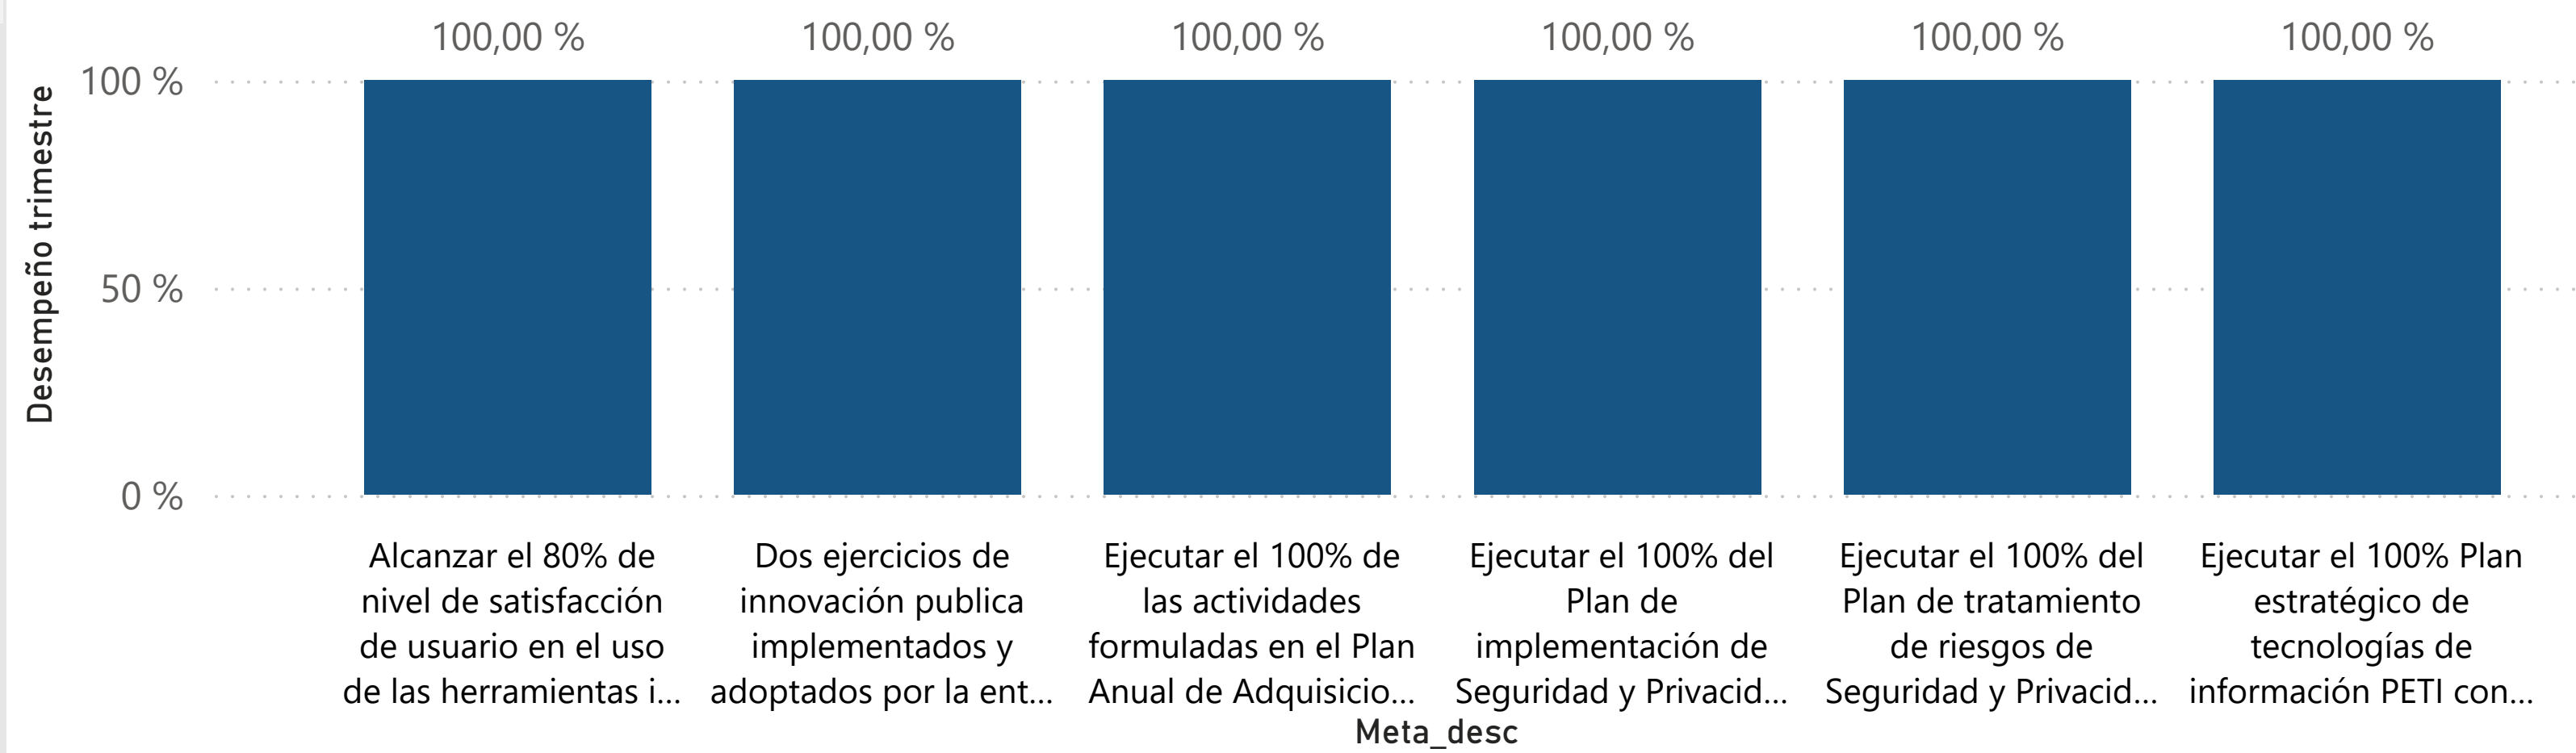 100,00 %
100,00 %
100,00 %
100,00 %
100,00 %
100,00 %
Desempeño trimestre
100 %
50 %
0 %
Alcanzar el 80% de
nivel de satisfacción
de usuario en el uso
de las herramientas i...
Dos ejercicios de
innovación publica
implementados y
adoptados por la ent...
Ejecutar el 100% de
las actividades
formuladas en el Plan
Anual de Adquisicio...
Ejecutar el 100% del
Plan de
implementación de
Seguridad y Privacid...
Ejecutar el 100% del
Plan de tratamiento
de riesgos de
Seguridad y Privacid...
Ejecutar el 100% Plan
estratégico de
tecnologías de
información PETI con...
Meta_desc